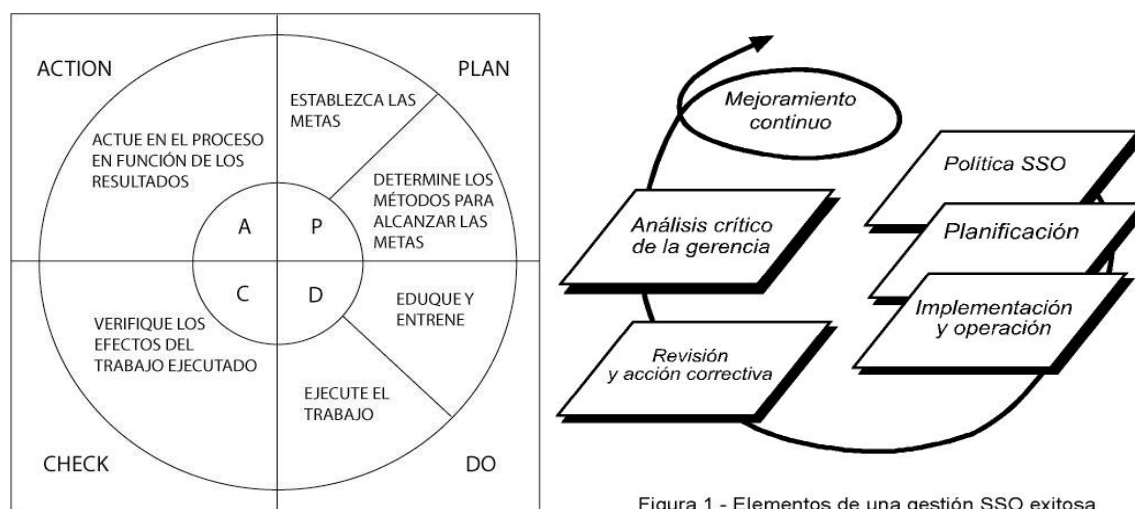 ACTION
PLAN
ESTABLEZCA LAS
METAS
ACTUE EN EL PROCESO
EN FUNCIÓN DE LOS
RESULTADOS
DETERMINE LOS
MÉTODOS PARA
ALCANZAR LAS
METAS
A
P
C
D
EDUQUE Y
ENTRENE
VERIFIQUE LOS
EFECTOS DEL
TRABAJO EJECUTADO
EJECUTE EL
TRABAJO
CHECK
DO
Mejoramiento
continuo
Política SSO
Planificación
Implementación
y operación
Análisis crítico
de la gerencia
Revisión
y acción correctiva
Figura 1 - Elementos de una gestión SSO exitosa